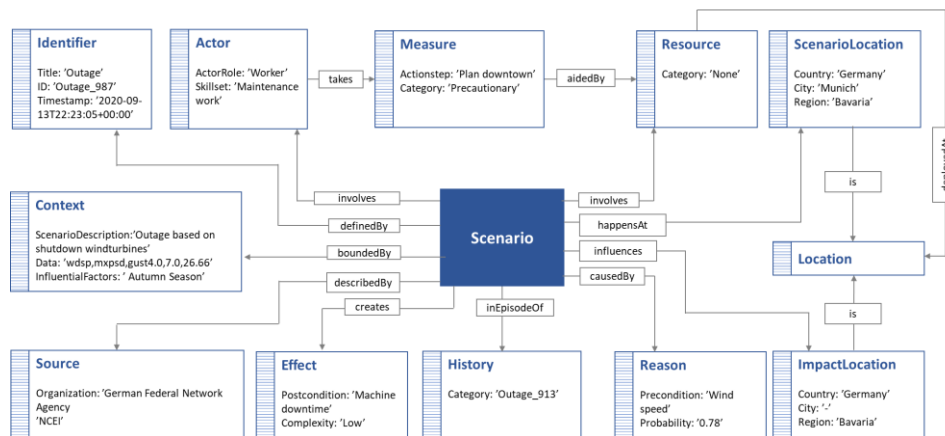 Identifier
Title: 'Outage'
ID: 'Outage_987'
Timestamp: '2020-09-
13T22:23:05+00:00'
Actor
ActorRole: 'Worker'
Skillset: 'Maintenance
work'
takes
Measure
Actionstep: 'Plan downtown'
Category: 'Precautionary'
aidedBy
Resource
Category: 'None'
ScenarioLocation
Country: 'Germany'
City: 'Munich'
Region: 'Bavaria'
deployedAt
is
Context
ScenarioDescription:'Outage based on
shutdown windturbines'
Data: 'wdsp,mxpsd,gust4.0,7.0,26.66'
InfluentialFactors: ' Autumn Season'
involves
definedBy
boundedBy
describedBy
creates
Scenario
inEpisodeOf
involves
happensAt
influences
causedBy
Location
is
Source
Organization: 'German Federal Network
Agency
'NCEI'
Effect
Postcondition: 'Machine
downtime'
Complexity: 'Low'
History
Category: 'Outage_913'
Reason
Precondition: 'Wind
speed'
Probability: '0.78'
ImpactLocation
Country: 'Germany'
City: '-'
Region: 'Bavaria'